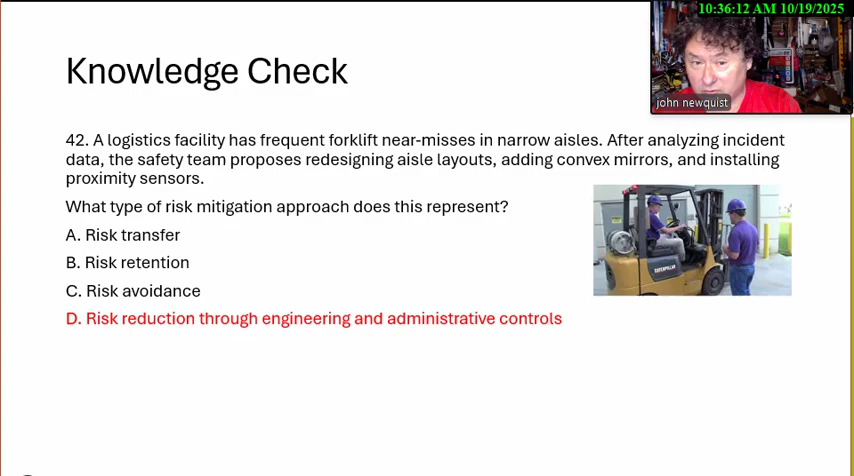 10:36:12 AM 10/19/2025
john newquist
Knowledge Check
42. A logistics facility has frequent forklift near-misses in narrow aisles. After analyzing incident
data, the safety team proposes redesigning aisle layouts, adding convex mirrors, and installing
proximity sensors.
What type of risk mitigation approach does this represent?
A. Risk transfer
B. Risk retention
C. Risk avoidance
D. Risk reduction through engineering and administrative controls
CATERPILLAR